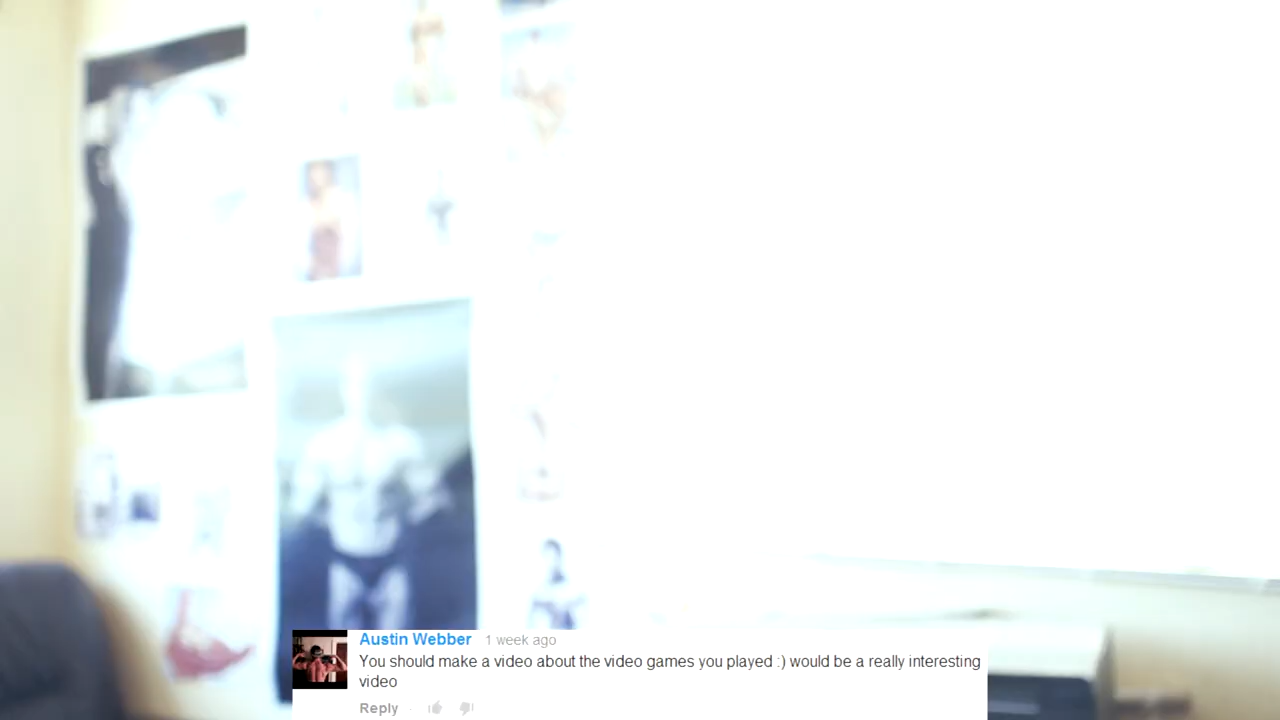 Austin Webber 1 week ago
You should make a video about the video games you played :) would be a really interesting
video
Reply